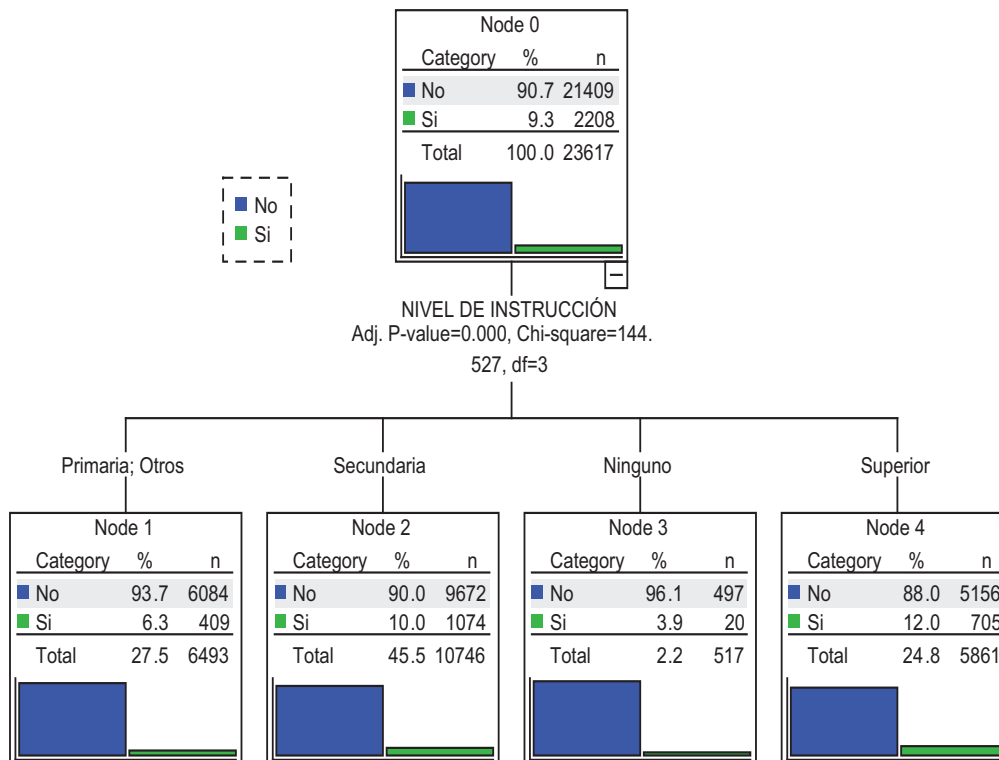 Node 0
Category % n
No 90.7 21409
Si 9.3 2208
Total 100.0 23617
No
Si
NIVEL DE INSTRUCCIÓN
Adj. P-value=0.000, Chi-square=144.
527, df=3
Primaria; Otros
Secundaria
Ninguno
Superior
Node 1
Category % n
No 93.7 6084
Si 6.3 409
Total 27.5 6493
Node 2
Category % n
No 90.0 9672
Si 10.0 1074
Total 45.5 10746
Node 3
Category % n
No 96.1 497
Si 3.9 20
Total 2.2 517
Node 4
Category % n
No 88.0 5156
Si 12.0 705
Total 24.8 5861